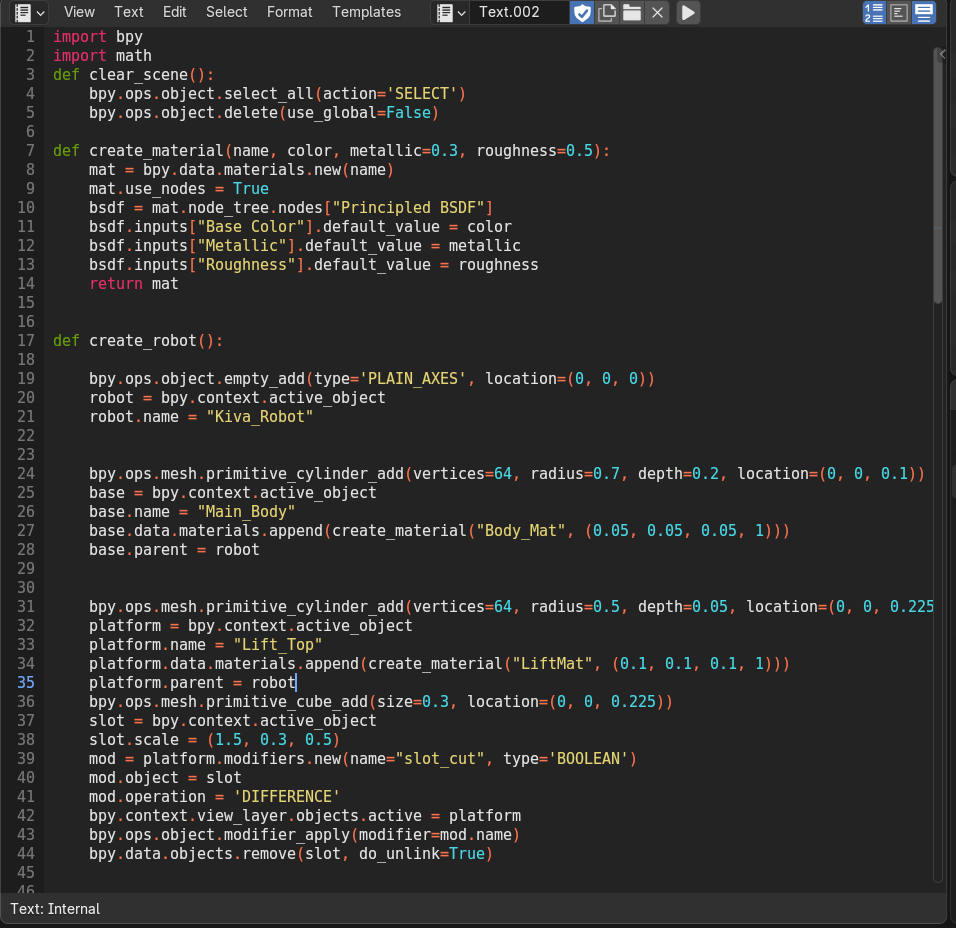 View Text Edit Select Format Templates Text.002
1 import bpy
2 import math
3 def clear_scene():
4     bpy.ops.object.select_all(action='SELECT')
5     bpy.ops.object.delete(use_global=False)
6
7 def create_material(name, color, metallic=0.3, roughness=0.5):
8     mat = bpy.data.materials.new(name)
9     mat.use_nodes = True
10     bsdf = mat.node_tree.nodes["Principled BSDF"]
11     bsdf.inputs["Base Color"].default_value = color
12     bsdf.inputs["Metallic"].default_value = metallic
13     bsdf.inputs["Roughness"].default_value = roughness
14     return mat
15
16
17 def create_robot():
18
19     bpy.ops.object.empty_add(type='PLAIN_AXES', location=(0, 0, 0))
20     robot = bpy.context.active_object
21     robot.name = "Kiva_Robot"
22
23
24     bpy.ops.mesh.primitive_cylinder_add(vertices=64, radius=0.7, depth=0.2, location=(0, 0, 0.1))
25     base = bpy.context.active_object
26     base.name = "Main_Body"
27     base.data.materials.append(create_material("Body_Mat", (0.05, 0.05, 0.05, 1)))
28     base.parent = robot
29
30
31     bpy.ops.mesh.primitive_cylinder_add(vertices=64, radius=0.5, depth=0.05, location=(0, 0, 0.225
32     platform = bpy.context.active_object
33     platform.name = "Lift_Top"
34     platform.data.materials.append(create_material("LiftMat", (0.1, 0.1, 0.1, 1)))
35     platform.parent = robot
36     bpy.ops.mesh.primitive_cube_add(size=0.3, location=(0, 0, 0.225))
37     slot = bpy.context.active_object
38     slot.scale = (1.5, 0.3, 0.5)
39     mod = platform.modifiers.new(name="slot_cut", type='BOOLEAN')
40     mod.object = slot
41     mod.operation = 'DIFFERENCE'
42     bpy.context.view_layer.objects.active = platform
43     bpy.ops.object.modifier_apply(modifier=mod.name)
44     bpy.data.objects.remove(slot, do_unlink=True)
45
46
Text: Internal